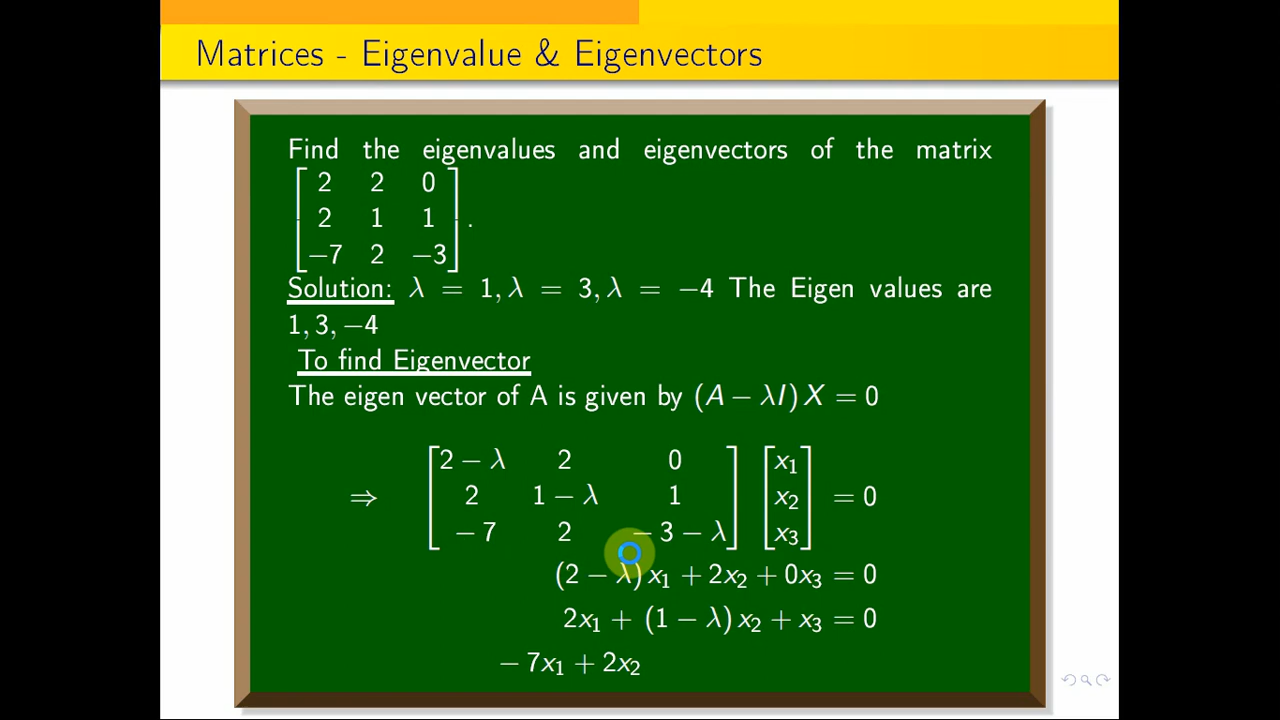 Matrices - Eigenvalue & Eigenvectors
Find the eigenvalues and eigenvectors of the matrix
[2 2 0
2 1 1
−7 2 −3].
Solution: λ = 1, λ = 3, λ = −4 The Eigen values are
1, 3, −4
To find Eigenvector
The eigen vector of A is given by (A − λI) X = 0
⇒ [2 − λ 2 0
2 1 − λ 1
− 7 2 − 3 − λ] [x₁
x₂
x₃] = 0
(2 − λ) x₁ + 2x₂ + 0x₃ = 0
2x₁ + (1 − λ) x₂ + x₃ = 0
− 7x₁ + 2x₂